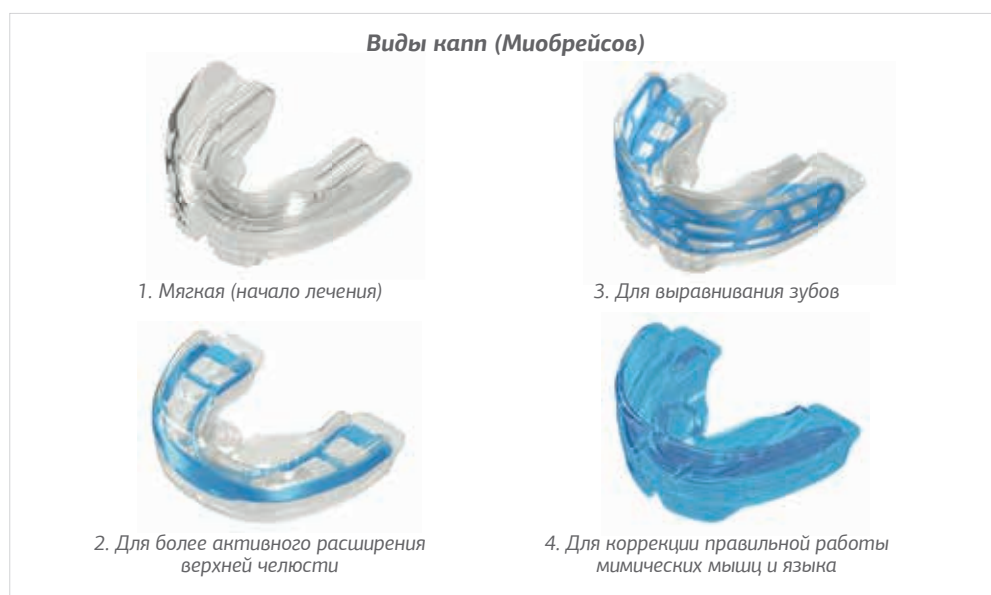 Виды капп (Миобрейсов)
1. Мягкая (начало лечения)
3. Для выравнивания зубов
2. Для более активного расширения
верхней челюсти
4. Для коррекции правильной работы
мимических мышц и языка